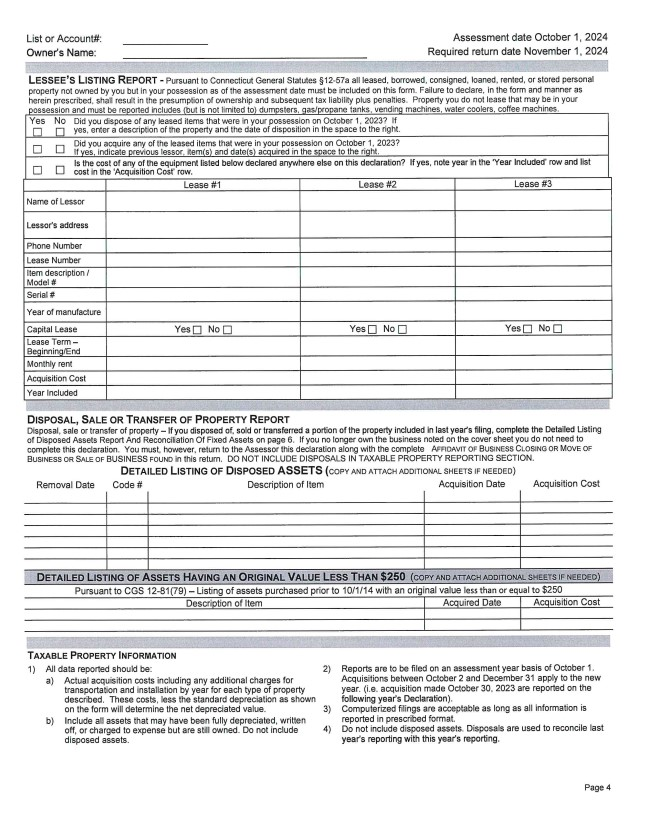 List or Account#:
Assessment date October 1, 2024
Owner's Name:
Required return date November 1, 2024
LESSEE'S LISTING REPORT - Pursuant to Connecticut General Statutes §12-57a all leased, borrowed, consigned, loaned, rented, or stored personal
property not owned by you but in your possession as of the assessment date must be included on this form. Failure to declare, in the form and manner as
herein prescribed, shall result in the presumption of ownership and subsequent tax liability plus penalties. Property you do not lease that may be in your
possession and must be reported includes (but is not limited to) dumpsters, gas/propane tanks, vending machines, water coolers, coffee machines.
Yes No
Did you dispose of any leased items that were in your possession on October 1, 2023? If
yes, enter a description of the property and the date of disposition in the space to the right.
Did you acquire any of the leased items that were in your possession on October 1, 2023?
If yes, indicate previous lessor, item(s) and date(s) acquired in the space to the right.
Is the cost of any of the equipment listed below declared anywhere else on this declaration? If yes, note year in the 'Year Included' row and list
cost in the 'Acquisition Cost' row.
Lease #1 Lease #2 Lease #3
Name of Lessor
Lessor's address
Phone Number
Lease Number
Item description /
Model #
Serial #
Year of manufacture
Capital Lease Yes No Yes No Yes No
Lease Term –
Beginning/End
Monthly rent
Acquisition Cost
Year Included
DISPOSAL, SALE OR TRANSFER OF PROPERTY REPORT
Disposal, sale or transfer of property – If you disposed of, sold or transferred a portion of the property included in last year's filing, complete the Detailed Listing
of Disposed Assets Report And Reconciliation Of Fixed Assets on page 6. If you no longer own the business noted on the cover sheet you do not need to
complete this declaration. You must, however, return to the Assessor this declaration along with the complete AFFIDAVIT OF BUSINESS CLOSING OR MOVE OF
BUSINESS OR SALE OF BUSINESS FOUND in this return. DO NOT INCLUDE DISPOSALS IN TAXABLE PROPERTY REPORTING SECTION.
DETAILED LISTING OF DISPOSED ASSETS (COPY AND ATTACH ADDITIONAL SHEETS IF NEEDED)
Removal Date Code # Description of Item Acquisition Date Acquisition Cost
DETAILED LISTING OF ASSETS HAVING AN ORIGINAL VALUE LESS THAN $250 (COPY AND ATTACH ADDITIONAL SHEETS IF NEEDED)
Pursuant to CGS 12-81(79) – Listing of assets purchased prior to 10/1/14 with an original value less than or equal to $250
Description of Item Acquired Date Acquisition Cost
TAXABLE PROPERTY INFORMATION
1) All data reported should be:
a) Actual acquisition costs including any additional charges for
transportation and installation by year for each type of property
described. These costs, less the standard depreciation as shown
on the form will determine the net depreciated value.
b) Include all assets that may have been fully depreciated, written
off, or charged to expense but are still owned. Do not include
disposed assets.
2) Reports are to be filed on an assessment year basis of October 1.
Acquisitions between October 2 and December 31 apply to the new
year. (i.e. acquisition made October 30, 2023 are reported on the
following year's Declaration).
3) Computerized filings are acceptable as long as all information is
reported in prescribed format.
4) Do not include disposed assets. Disposals are used to reconcile last
year's reporting with this year's reporting.
Page 4